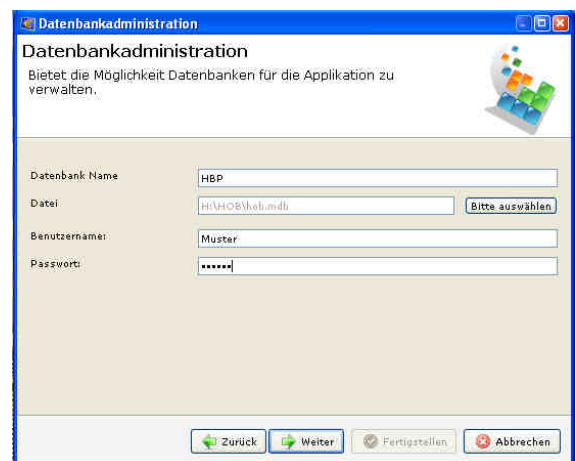 Datenbankadministration
Datenbankadministration
Bietet die Möglichkeit Datenbanken für die Applikation zu
verwalten.
Datenbank Name HBP
Datei H:\HOB\hob.mdb Bitte auswählen
Benutzername: Muster
Passwort: ••••••
Zurück Weiter Fertigstellen Abbrechen